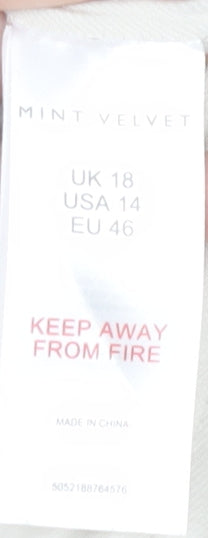 MINT VELVET
UK 18
USA 14
EU 46
KEEP AWAY
FROM FIRE
MADE IN CHINA
5052188784576